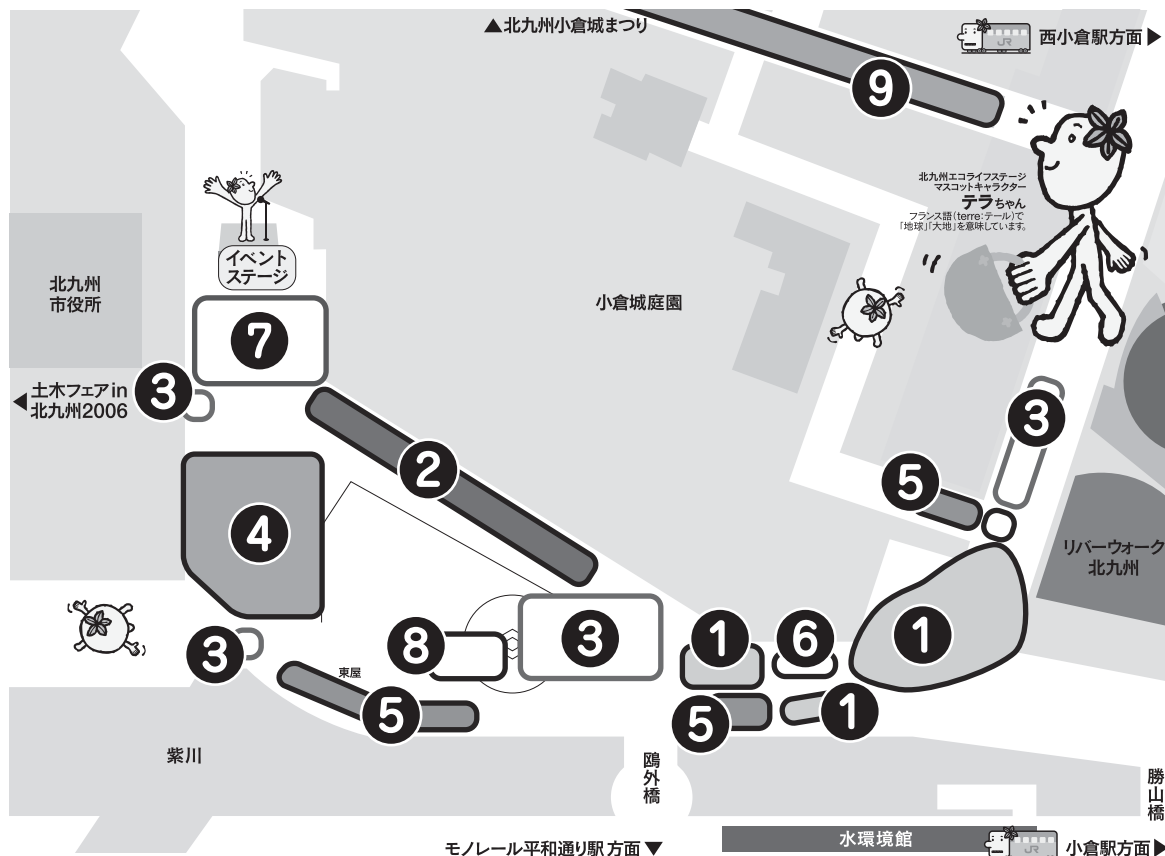 ▲北九州小倉城まつり
西小倉駅方面▶
JR
9
北九州エコライフステージ
マスコットキャラクター
テラちゃん
フランス語(terre:テール)で
「地球」「大地」を意味しています。
イベント
ステージ
北九州
市役所
小倉城庭園
7
3
◀土木フェアin
北九州2006
3
2
5
4
リバーウォーク
北九州
8
3
1
6
1
3
東屋
5
5
1
紫川
鴎外橋
勝山橋
水環境館
モノレール平和通り駅方面▼
JR
小倉駅方面▶